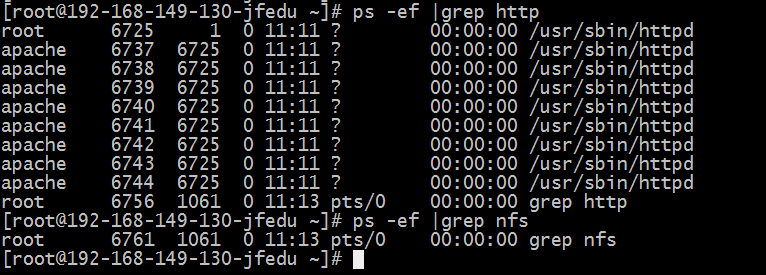 [root@192-168-149-130-jfedu ~]# ps -ef |grep http
root      6725     1  0 11:11 ?        00:00:00 /usr/sbin/httpd
apache    6737  6725  0 11:11 ?        00:00:00 /usr/sbin/httpd
apache    6738  6725  0 11:11 ?        00:00:00 /usr/sbin/httpd
apache    6739  6725  0 11:11 ?        00:00:00 /usr/sbin/httpd
apache    6740  6725  0 11:11 ?        00:00:00 /usr/sbin/httpd
apache    6741  6725  0 11:11 ?        00:00:00 /usr/sbin/httpd
apache    6742  6725  0 11:11 ?        00:00:00 /usr/sbin/httpd
apache    6743  6725  0 11:11 ?        00:00:00 /usr/sbin/httpd
apache    6744  6725  0 11:11 ?        00:00:00 /usr/sbin/httpd
root      6756  1061  0 11:13 pts/0    00:00:00 grep http
[root@192-168-149-130-jfedu ~]# ps -ef |grep nfs
root      6761  1061  0 11:13 pts/0    00:00:00 grep nfs
[root@192-168-149-130-jfedu ~]#